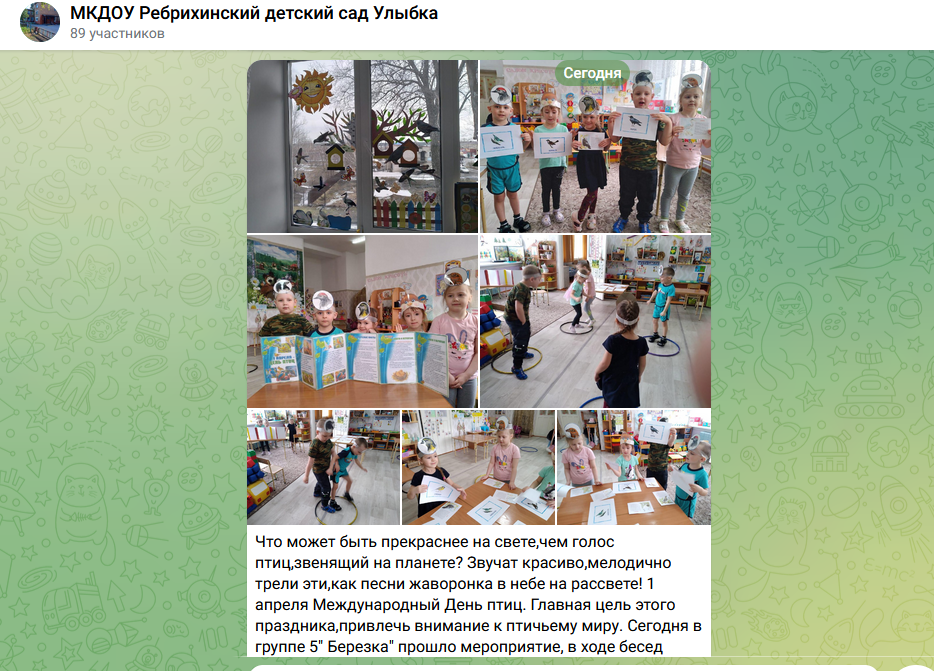 МКДОУ Ребрихинский детский сад Улыбка
89 участников
Сегодня
Что может быть прекраснее на свете,чем голос
птиц,звенящий на планете? Звучат красиво,мелодично
трели эти,как песни жаворонка в небе на рассвете! 1
апреля Международный День птиц. Главная цель этого
праздника,привлечь внимание к птичьему миру. Сегодня в
группе 5" Березка" прошло мероприятие, в ходе бесед